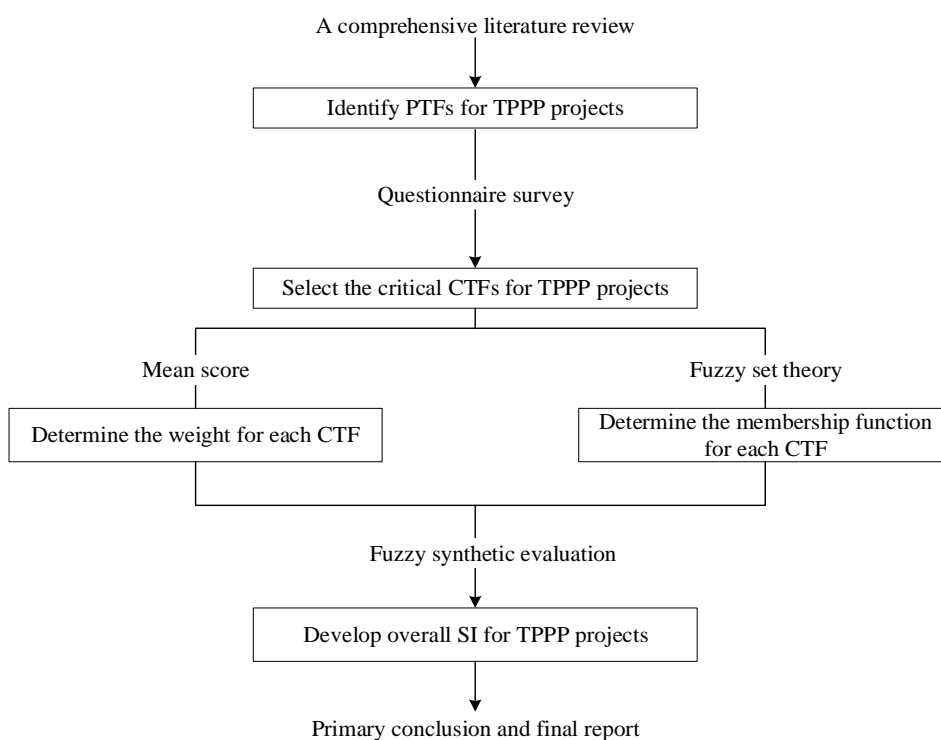 A comprehensive literature review
Identify PTFs for TPPP projects
Questionnaire survey
Select the critical CTFs for TPPP projects
Mean score
Fuzzy set theory
Determine the weight for each CTF
Determine the membership function
for each CTF
Fuzzy synthetic evaluation
Develop overall SI for TPPP projects
Primary conclusion and final report